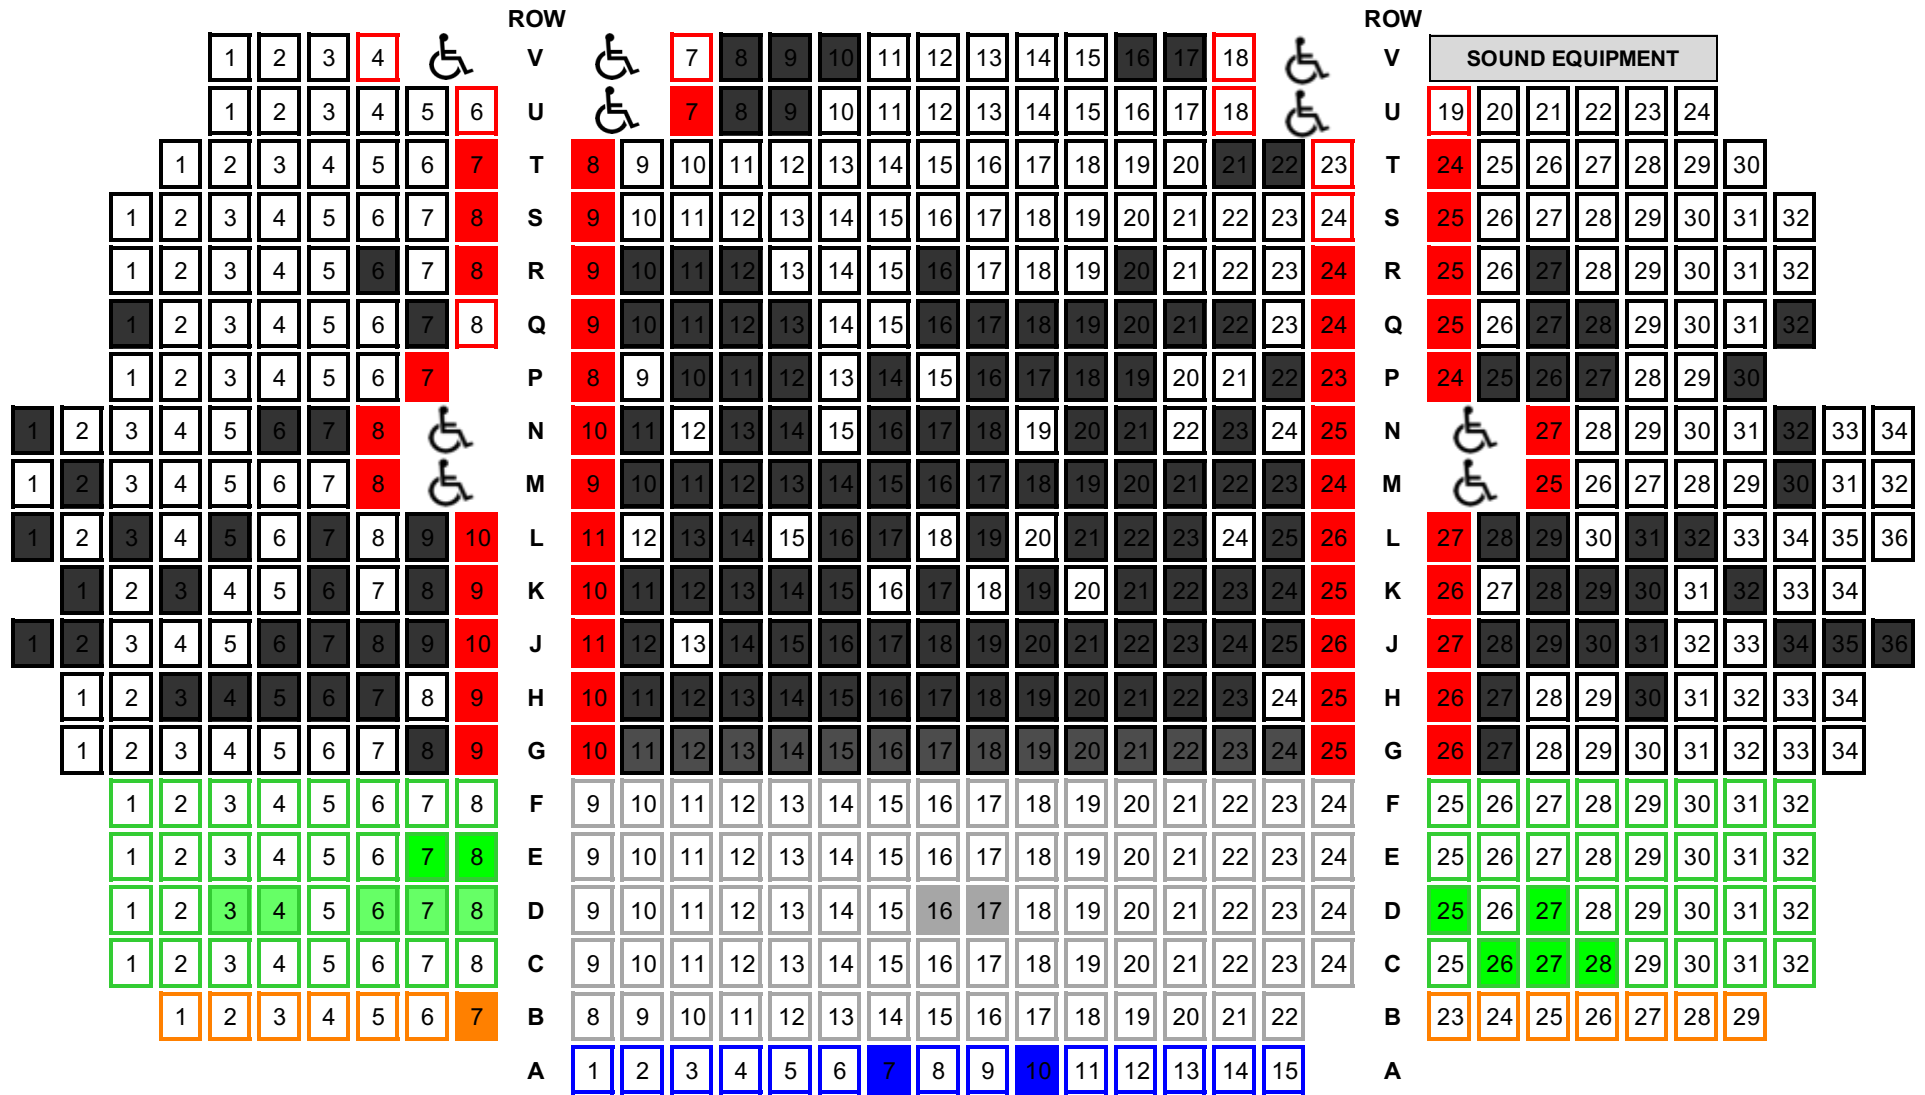 ROW ROW
1 2 3 4 V 7 8 9 10 11 12 13 14 15 16 17 18 V SOUND EQUIPMENT
1 2 3 4 5 6 U 7 8 9 10 11 12 13 14 15 16 17 18 U 19 20 21 22 23 24
1 2 3 4 5 6 7 T 8 9 10 11 12 13 14 15 16 17 18 19 20 21 22 23 T 24 25 26 27 28 29 30
1 2 3 4 5 6 7 8 S 9 10 11 12 13 14 15 16 17 18 19 20 21 22 23 24 S 25 26 27 28 29 30 31 32
1 2 3 4 5 6 7 8 R 9 10 11 12 13 14 15 16 17 18 19 20 21 22 23 24 R 25 26 27 28 29 30 31 32
1 2 3 4 5 6 7 8 Q 9 10 11 12 13 14 15 16 17 18 19 20 21 22 23 24 Q 25 26 27 28 29 30 31 32
1 2 3 4 5 6 7 P 8 9 10 11 12 13 14 15 16 17 18 19 20 21 22 23 P 24 25 26 27 28 29 30
1 2 3 4 5 6 7 8 N 10 11 12 13 14 15 16 17 18 19 20 21 22 23 24 25 N 27 28 29 30 31 32 33 34
1 2 3 4 5 6 7 8 M 9 10 11 12 13 14 15 16 17 18 19 20 21 22 23 24 M 25 26 27 28 29 30 31 32
1 2 3 4 5 6 7 8 9 10 L 11 12 13 14 15 16 17 18 19 20 21 22 23 24 25 26 L 27 28 29 30 31 32 33 34 35 36
1 2 3 4 5 6 7 8 9 K 10 11 12 13 14 15 16 17 18 19 20 21 22 23 24 25 K 26 27 28 29 30 31 32 33 34
1 2 3 4 5 6 7 8 9 10 J 11 12 13 14 15 16 17 18 19 20 21 22 23 24 25 26 J 27 28 29 30 31 32 33 34 35 36
1 2 3 4 5 6 7 8 9 H 10 11 12 13 14 15 16 17 18 19 20 21 22 23 24 25 H 26 27 28 29 30 31 32 33 34
1 2 3 4 5 6 7 8 9 G 10 11 12 13 14 15 16 17 18 19 20 21 22 23 24 25 G 26 27 28 29 30 31 32 33 34
1 2 3 4 5 6 7 8 F 9 10 11 12 13 14 15 16 17 18 19 20 21 22 23 24 F 25 26 27 28 29 30 31 32
1 2 3 4 5 6 7 8 E 9 10 11 12 13 14 15 16 17 18 19 20 21 22 23 24 E 25 26 27 28 29 30 31 32
1 2 3 4 5 6 7 8 D 9 10 11 12 13 14 15 16 17 18 19 20 21 22 23 24 D 25 26 27 28 29 30 31 32
1 2 3 4 5 6 7 8 C 9 10 11 12 13 14 15 16 17 18 19 20 21 22 23 24 C 25 26 27 28 29 30 31 32
1 2 3 4 5 6 7 B 8 9 10 11 12 13 14 15 16 17 18 19 20 21 22 B 23 24 25 26 27 28 29
A 1 2 3 4 5 6 7 8 9 10 11 12 13 14 15 A